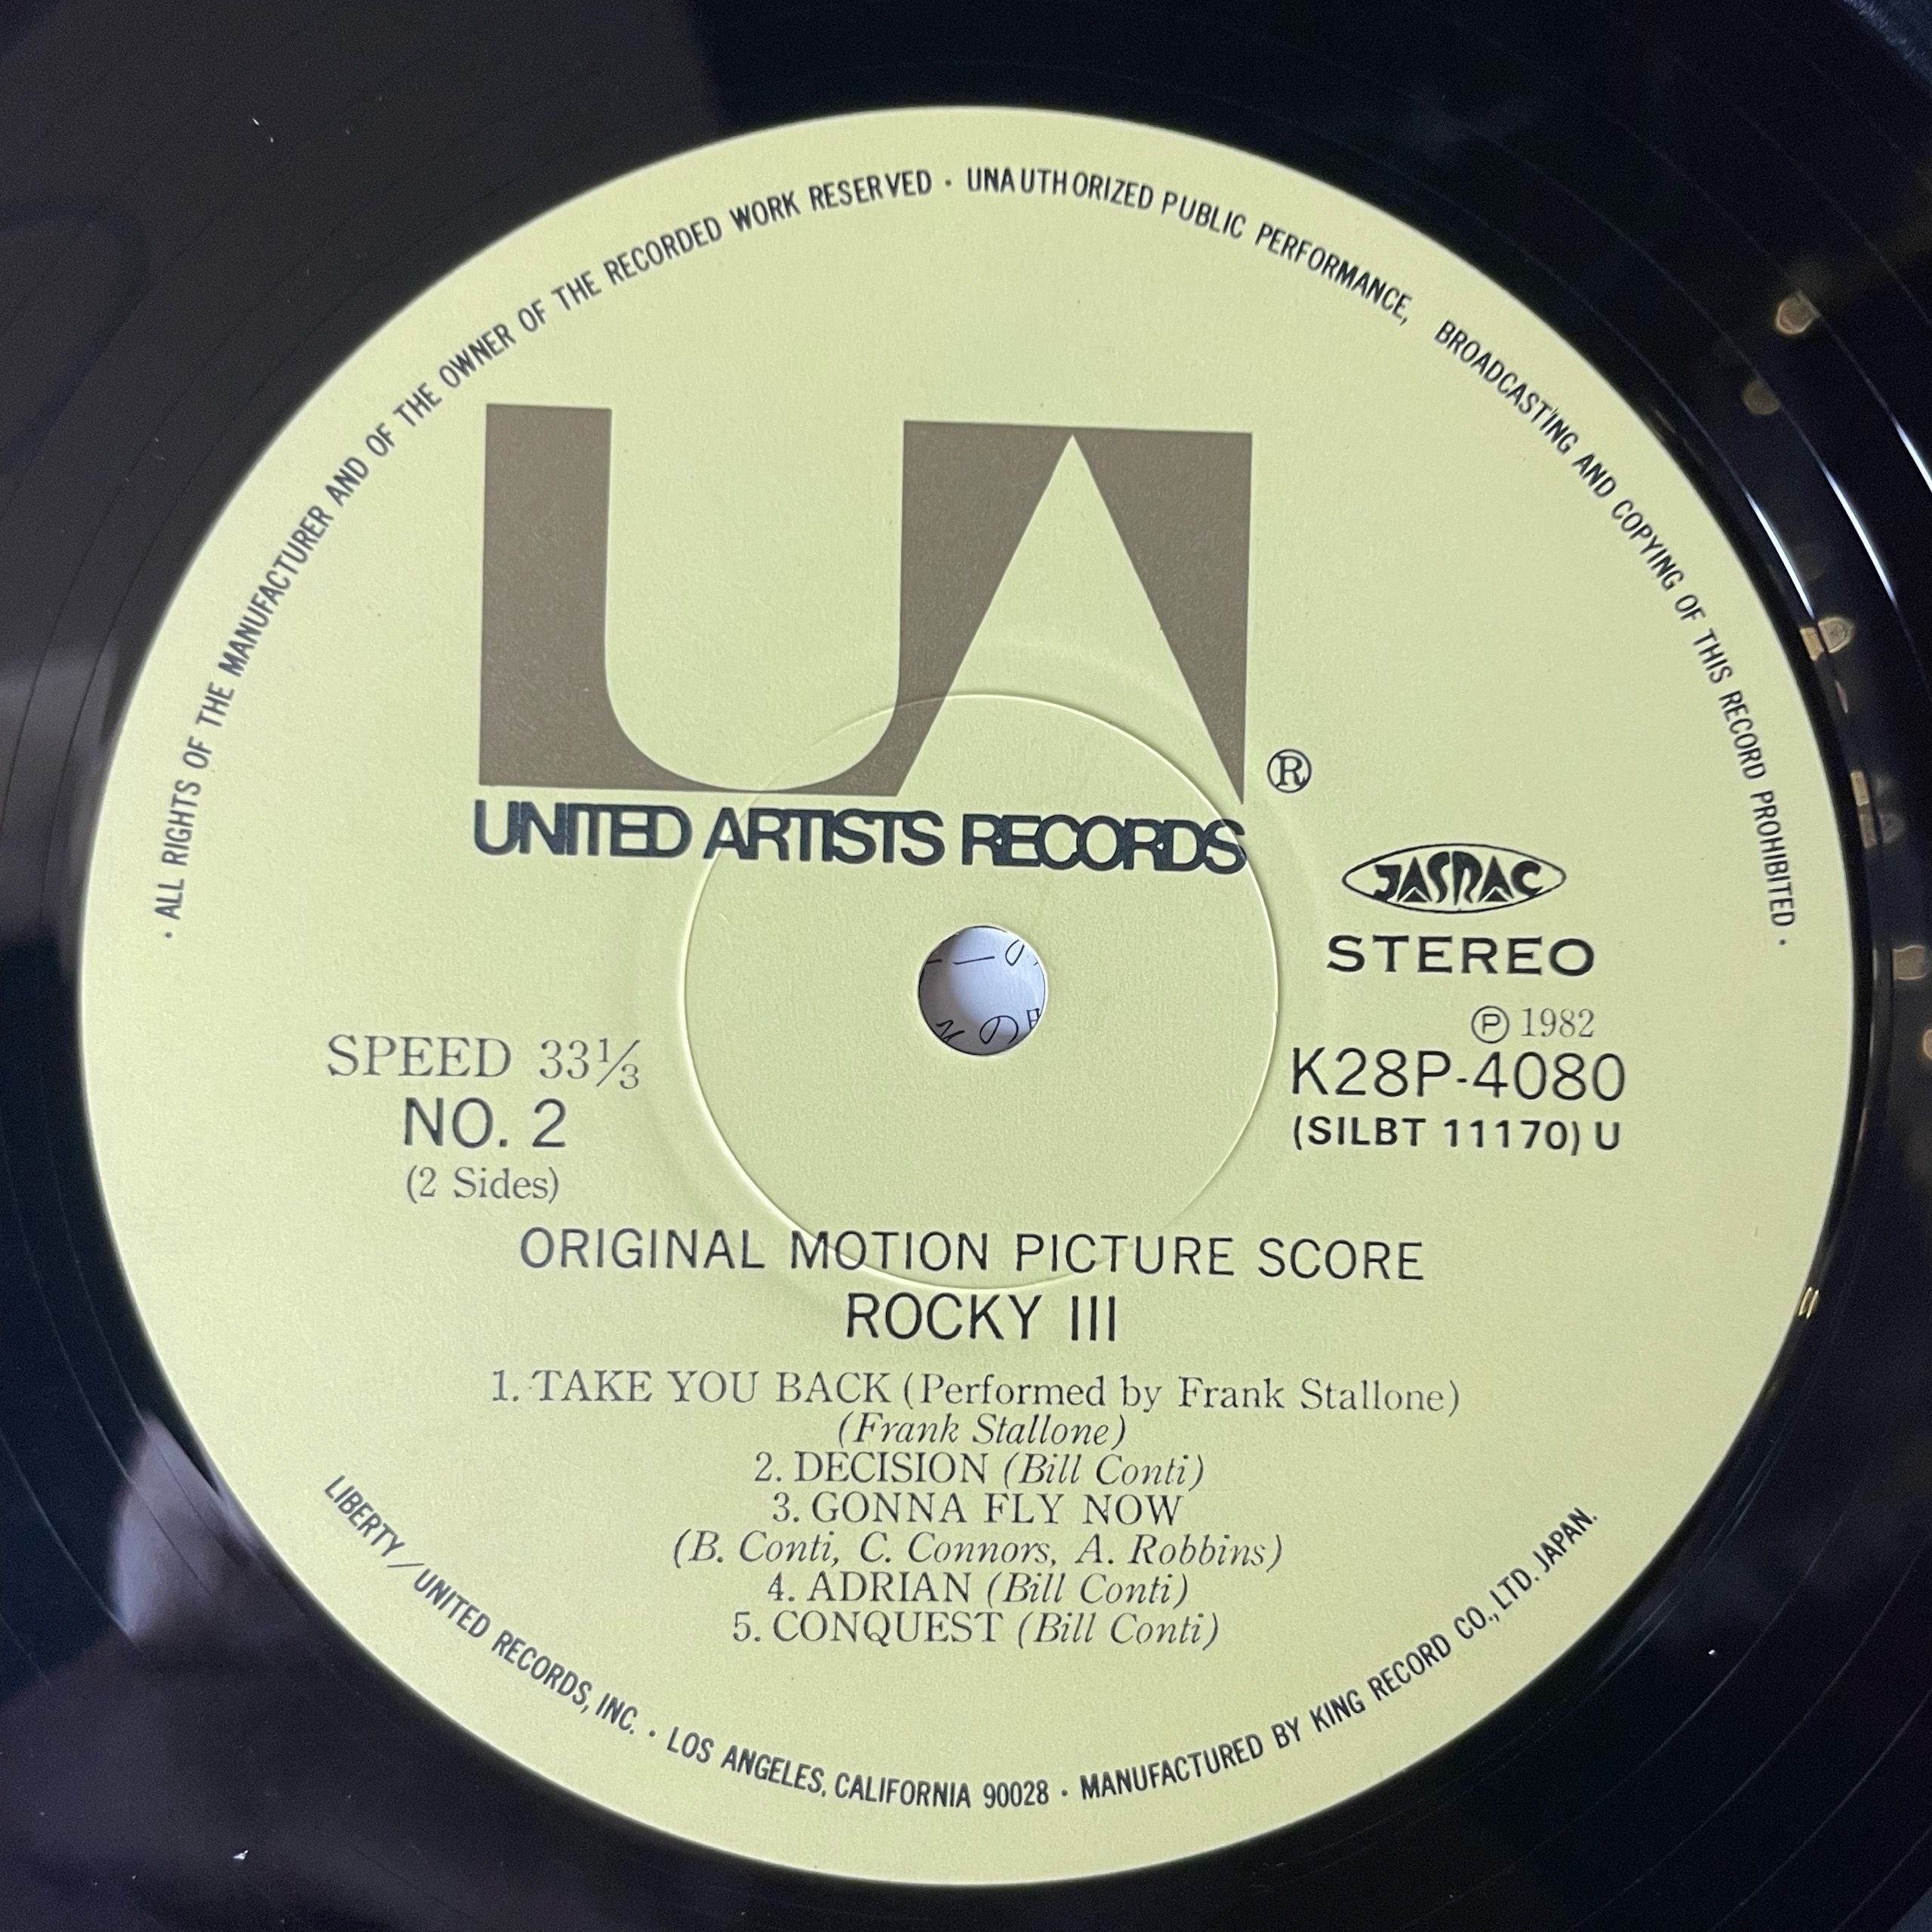 · ALL RIGHTS OF THE MANUFACTURER AND OF THE OWNER OF THE RECORDED WORK RESERVED · UNAUTHORIZED PUBLIC PERFORMANCE, BROADCASTING AND COPYING OF THIS RECORD PROHIBITED ·
UA
®
UNITED ARTISTS RECORDS
JASRAC
STEREO
Ⓟ 1982
K28P-4080
(SILBT 11170) U
SPEED 33⅓
NO. 2
(2 Sides)
ORIGINAL MOTION PICTURE SCORE
ROCKY III
1. TAKE YOU BACK (Performed by Frank Stallone)
(Frank Stallone)
2. DECISION (Bill Conti)
3. GONNA FLY NOW
(B. Conti, C. Connors, A. Robbins)
4. ADRIAN (Bill Conti)
5. CONQUEST (Bill Conti)
LIBERTY / UNITED RECORDS, INC. · LOS ANGELES, CALIFORNIA 90028 · MANUFACTURED BY KING RECORD CO., LTD. JAPAN.